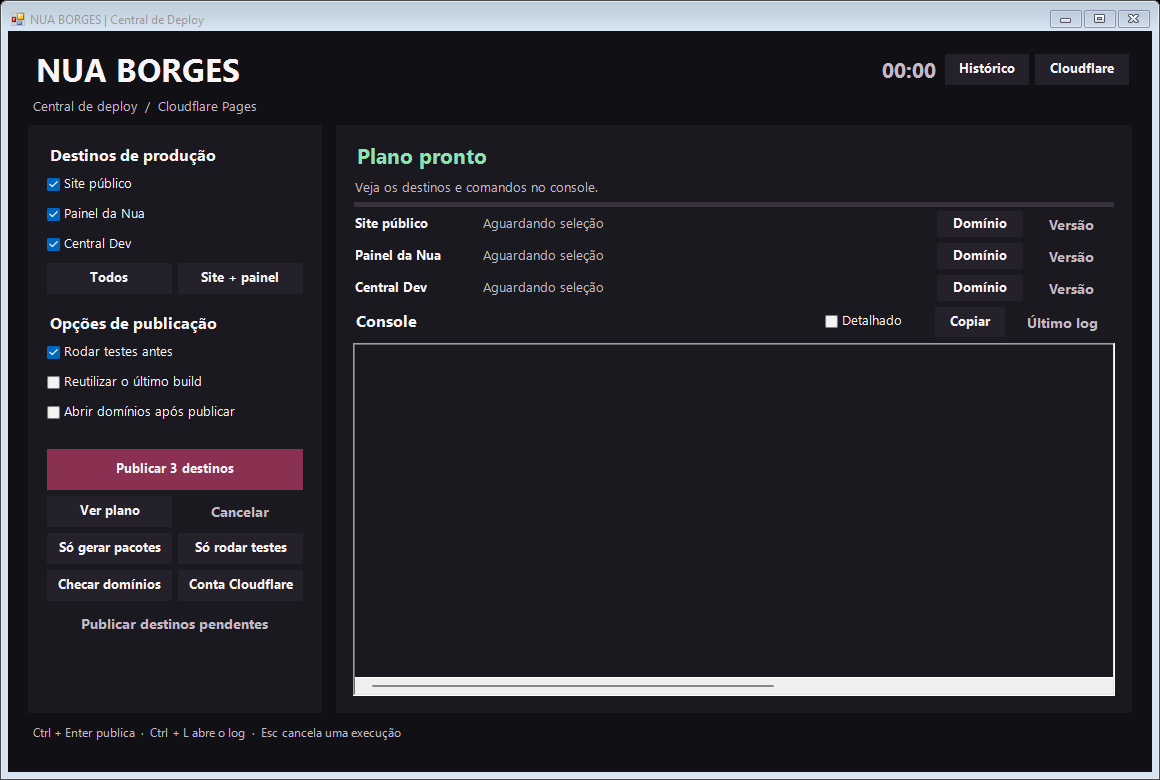 NUA BORGES | Central de Deploy
NUA BORGES
00:00
Histórico
Cloudflare
Central de deploy / Cloudflare Pages
Destinos de produção
Site público
Painel da Nua
Central Dev
Todos
Site + painel
Opções de publicação
Rodar testes antes
Reutilizar o último build
Abrir domínios após publicar
Publicar 3 destinos
Ver plano
Cancelar
Só gerar pacotes
Só rodar testes
Checar domínios
Conta Cloudflare
Publicar destinos pendentes
Plano pronto
Veja os destinos e comandos no console.
Site público Aguardando seleção Domínio Versão
Painel da Nua Aguardando seleção Domínio Versão
Central Dev Aguardando seleção Domínio Versão
Console
Detalhado
Copiar
Último log
Ctrl + Enter publica · Ctrl + L abre o log · Esc cancela uma execução